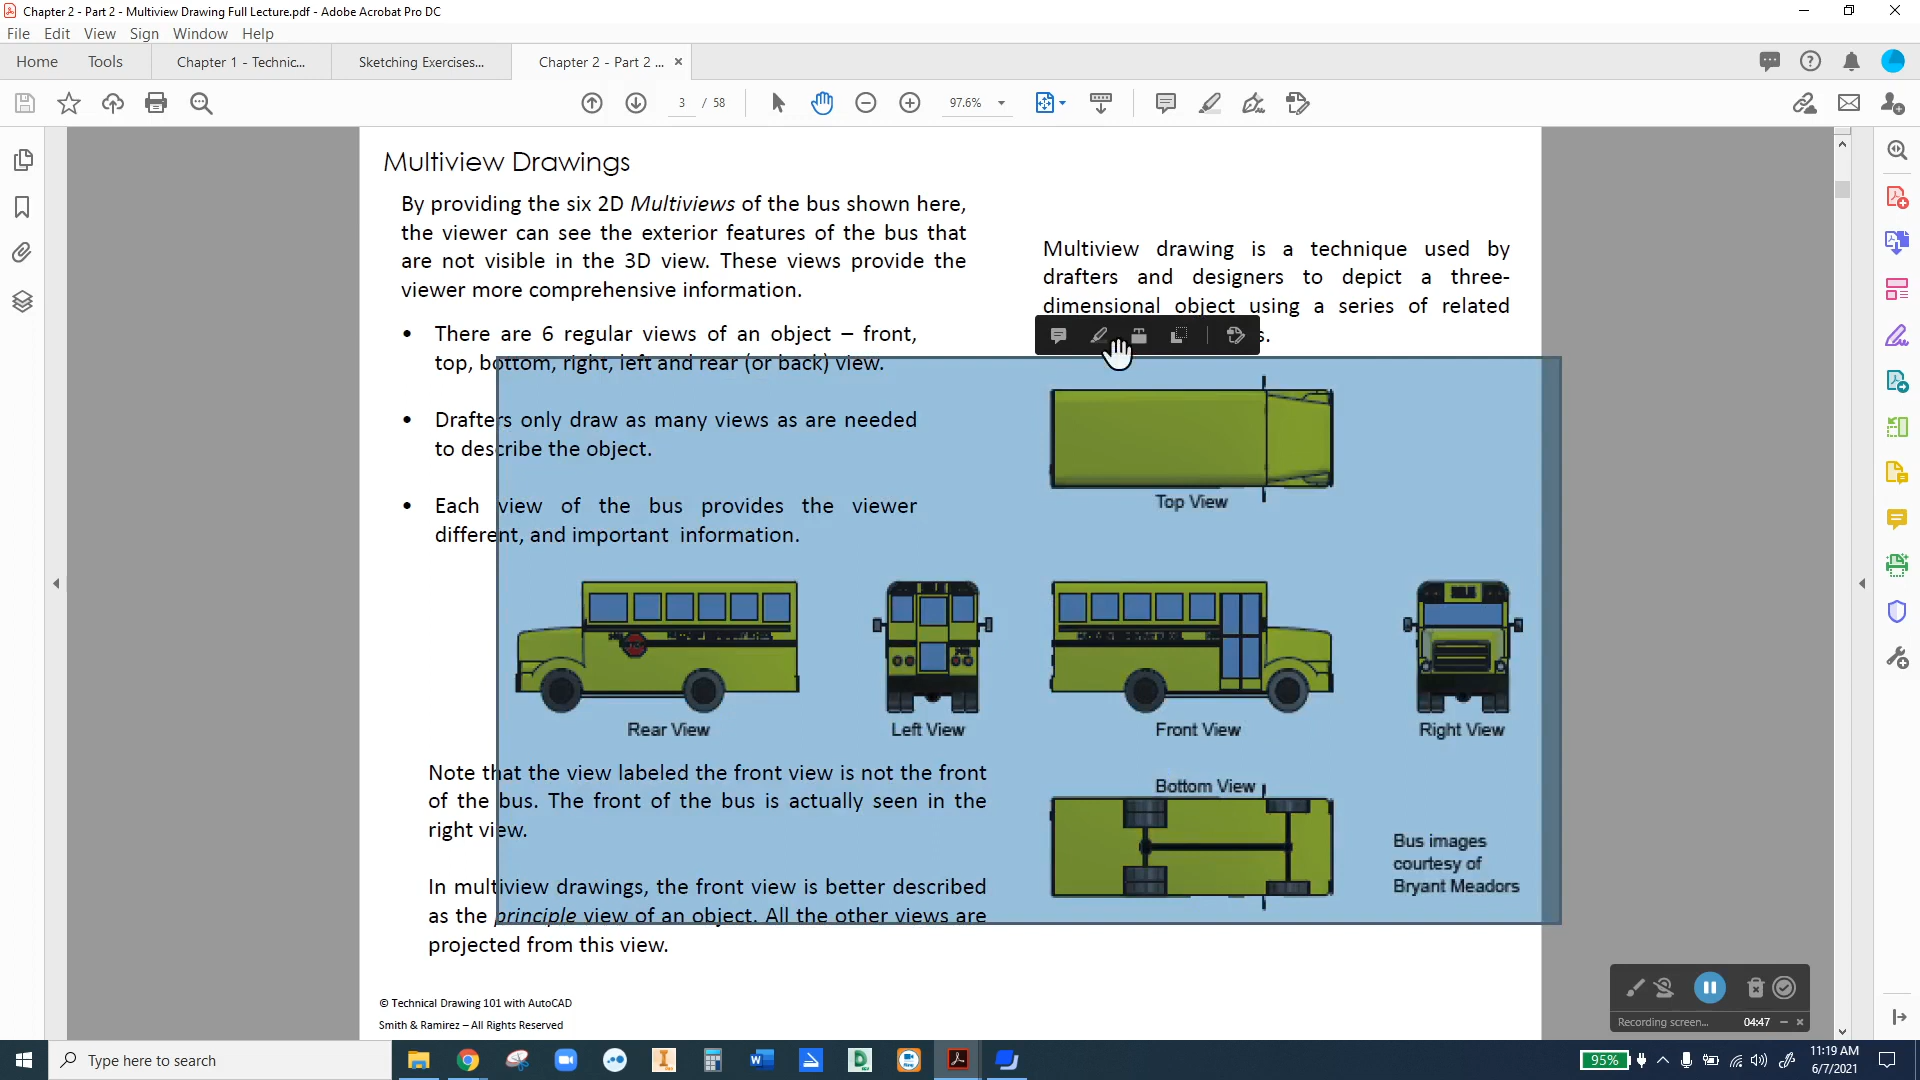 Chapter 2 - Part 2 - Multiview Drawing Full Lecture.pdf - Adobe Acrobat Pro DC
File Edit View Sign Window Help
Home Tools Chapter 1 - Technic... Sketching Exercises... Chapter 2 - Part 2 ...
3 / 58 97.6%
Multiview Drawings
By providing the six 2D Multiviews of the bus shown here,
the viewer can see the exterior features of the bus that
are not visible in the 3D view. These views provide the
viewer more comprehensive information.
• There are 6 regular views of an object – front,
top, bottom, right, left and rear (or back) view.
• Drafters only draw as many views as are needed
to describe the object.
• Each view of the bus provides the viewer
different, and important information.
Multiview drawing is a technique used by
drafters and designers to depict a three-
dimensional object using a series of related
s.
Top View
Rear View Left View Front View Right View
Note that the view labeled the front view is not the front
of the bus. The front of the bus is actually seen in the
right view.
In multiview drawings, the front view is better described
as the principle view of an object. All the other views are
projected from this view.
Bottom View
Bus images
courtesy of
Bryant Meadors
© Technical Drawing 101 with AutoCAD
Smith & Ramirez – All Rights Reserved
Recording screen... 04:47
Type here to search
95%
11:19 AM
6/7/2021